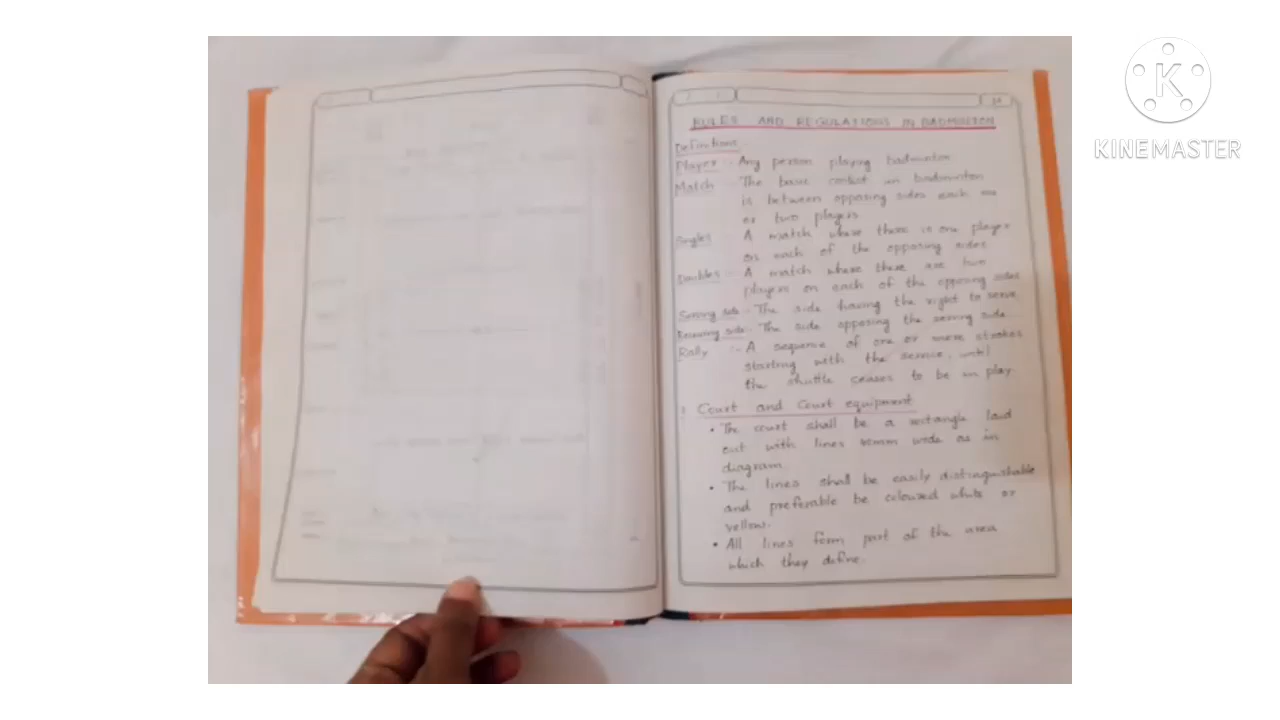 RULES AND REGULATIONS IN BADMINTON
Definitions
Player :- Any person playing badminton
Match :- The basic contest in badminton
is between opposing sides each one
or two players
Singles A match where there is one player
on each of the opposing sides
Doubles :- A match where there are two
players on each of the opposing sides
Serving side - The side having the right to serve
Receiving side - The side opposing the serving side
Rally :- A sequence of one or more strokes
starting with the service, until
the shuttle ceases to be in play.
Court and Court equipment
• The court shall be a rectangle laid
out with lines 40mm wide as in
diagram.
• The lines shall be easily distinguishable
and preferable be coloured white or
yellow.
• All lines form part of the area
which they define.
K
KINEMASTER